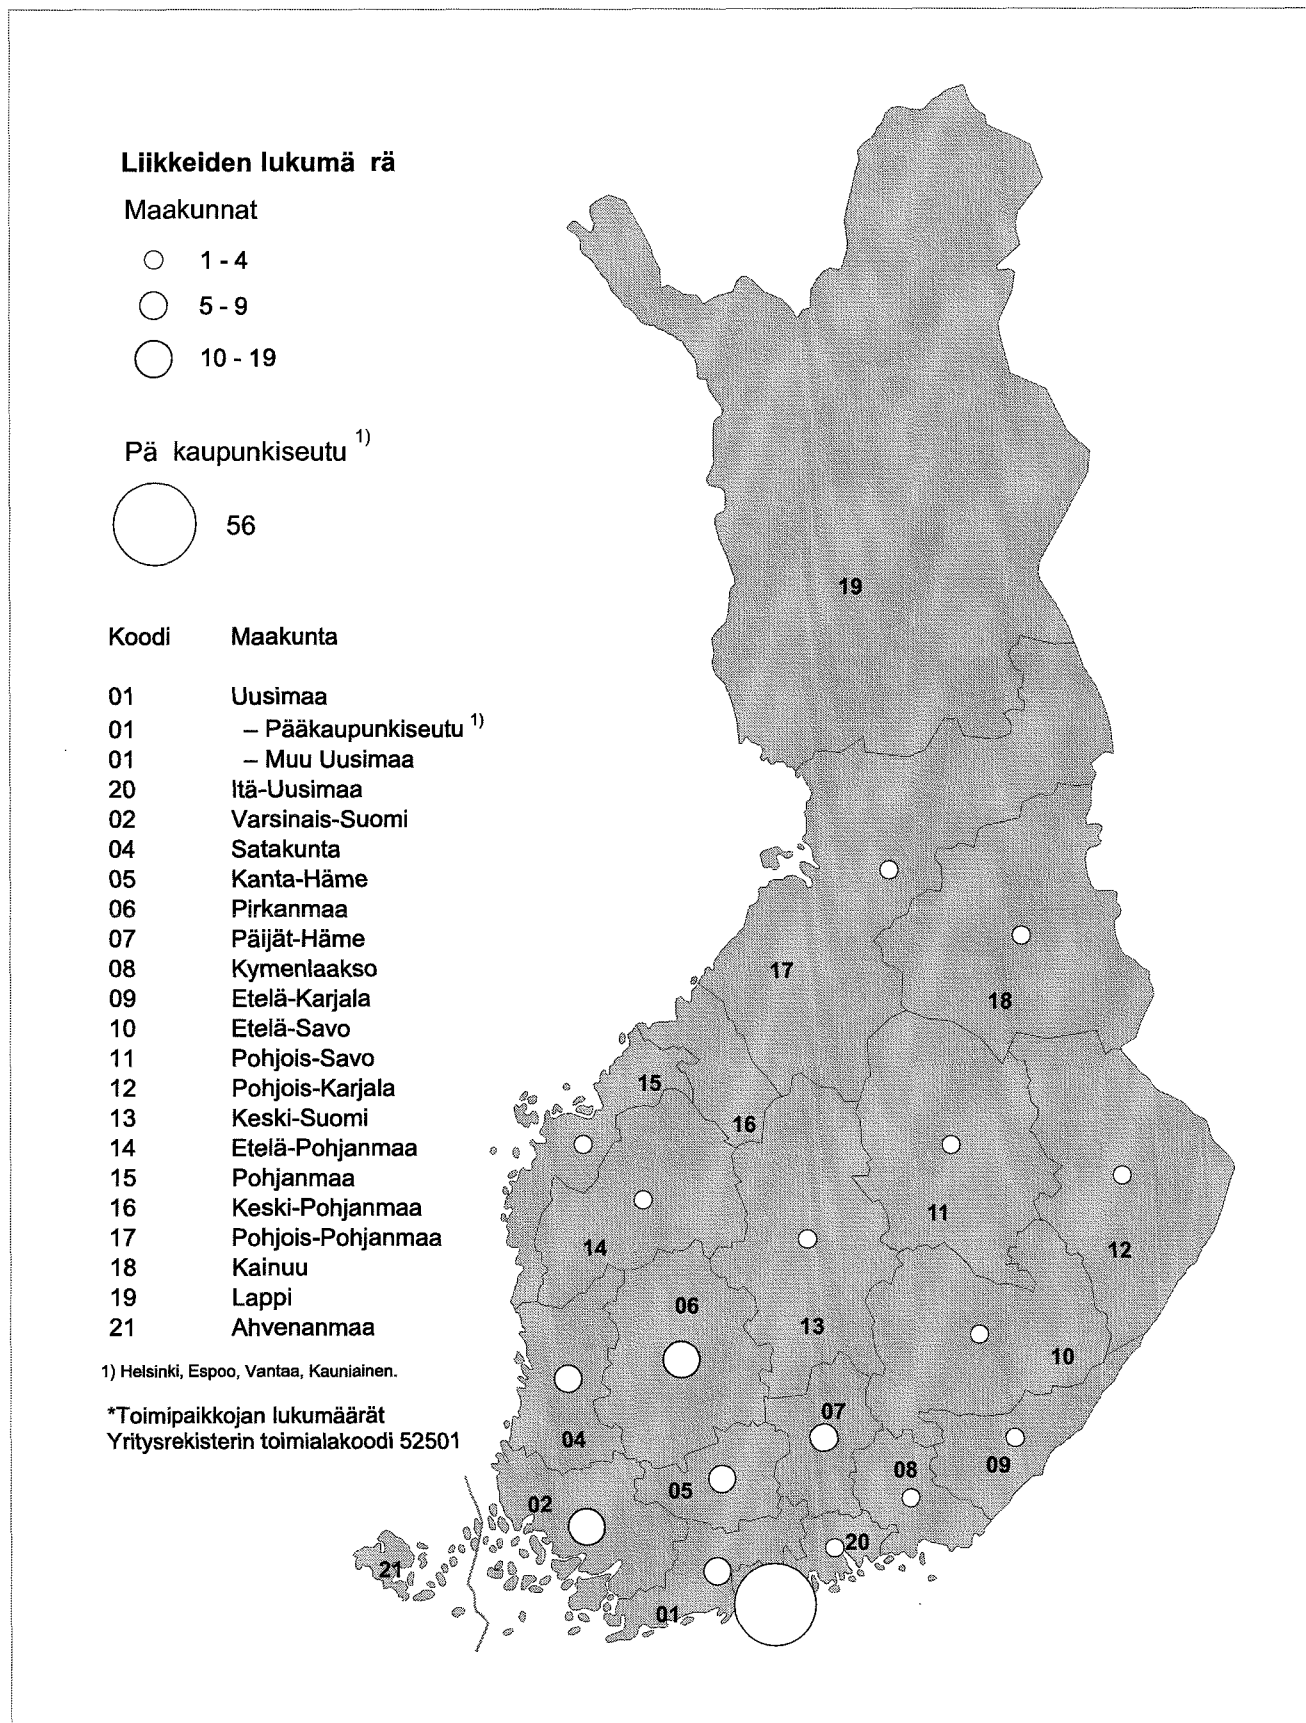 Liikkeiden lukumä rä
Maakunnat
1 - 4
5 - 9
10 - 19
Pä kaupunkiseutu 1)
56
Koodi Maakunta
01 Uusimaa
01 – Pääkaupunkiseutu 1)
01 – Muu Uusimaa
20 Itä-Uusimaa
02 Varsinais-Suomi
04 Satakunta
05 Kanta-Häme
06 Pirkanmaa
07 Päijät-Häme
08 Kymenlaakso
09 Etelä-Karjala
10 Etelä-Savo
11 Pohjois-Savo
12 Pohjois-Karjala
13 Keski-Suomi
14 Etelä-Pohjanmaa
15 Pohjanmaa
16 Keski-Pohjanmaa
17 Pohjois-Pohjanmaa
18 Kainuu
19 Lappi
21 Ahvenanmaa
1) Helsinki, Espoo, Vantaa, Kauniainen.
*Toimipaikkojan lukumäärät
Yritysrekisterin toimialakoodi 52501
19
17
18
15
16
11
12
14
06
13
10
07
04
09
08
05
02
20
21
01